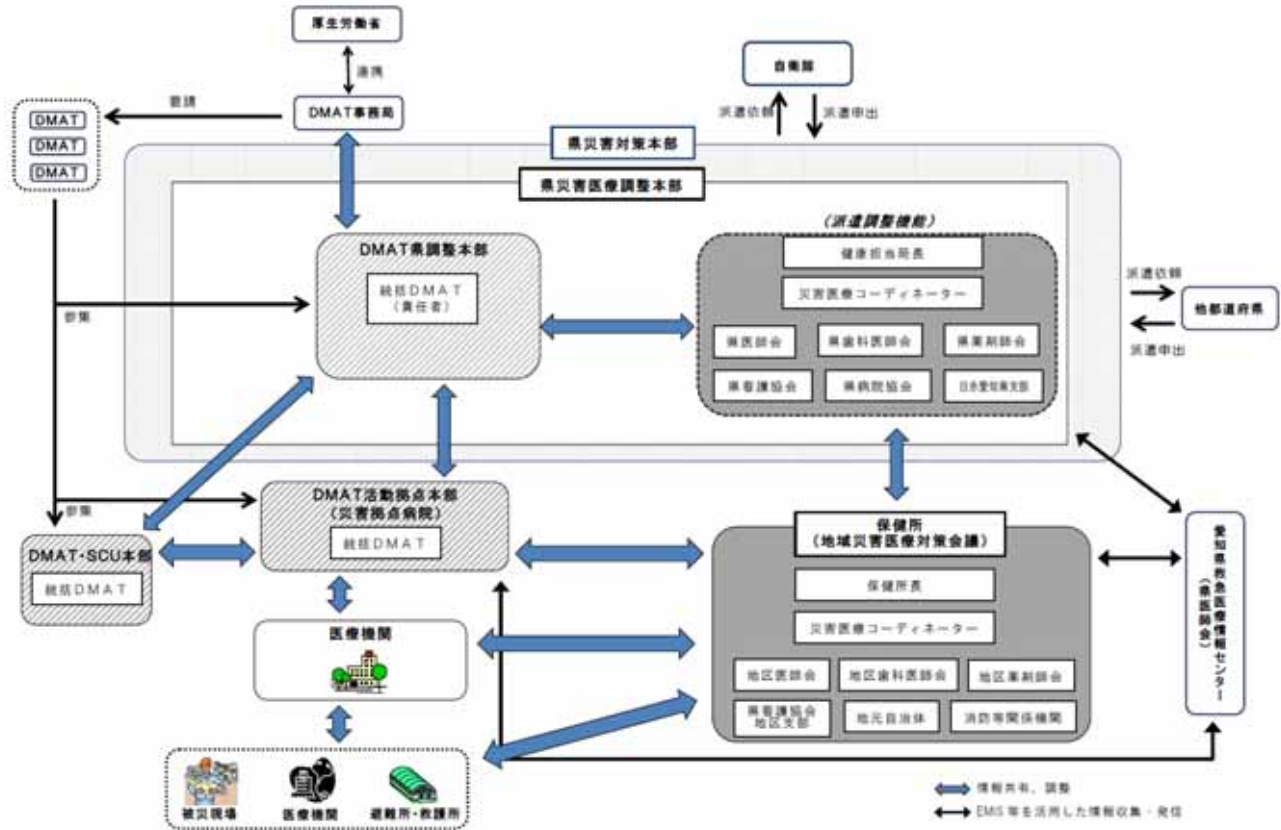 厚生労働省
連携
自衛隊
要請
DMAT事務局
派遣依頼
派遣申出
DMAT
DMAT
DMAT
県災害対策本部
県災害医療調整本部
(派遣調整機能)
DMAT県調整本部
健康担当局長
統括DMAT
(責任者)
災害医療コーディネーター
派遣依頼
他都道府県
派遣申出
参集
県医師会
県歯科医師会
県薬剤師会
県看護協会
県病院協会
日赤愛知県支部
DMAT活動拠点本部
(災害拠点病院)
統括DMAT
参集
DMAT・SCU本部
統括DMAT
保健所
(地域災害医療対策会議)
保健所長
災害医療コーディネーター
地区医師会
地区歯科医師会
地区薬剤師会
県看護協会
地区支部
地元自治体
消防等関係機関
愛知県救急医療情報センター
(県医師会)
医療機関
被災現場
医療機関
避難所・救護所
情報共有、調整
EMIS等を活用した情報収集・発信